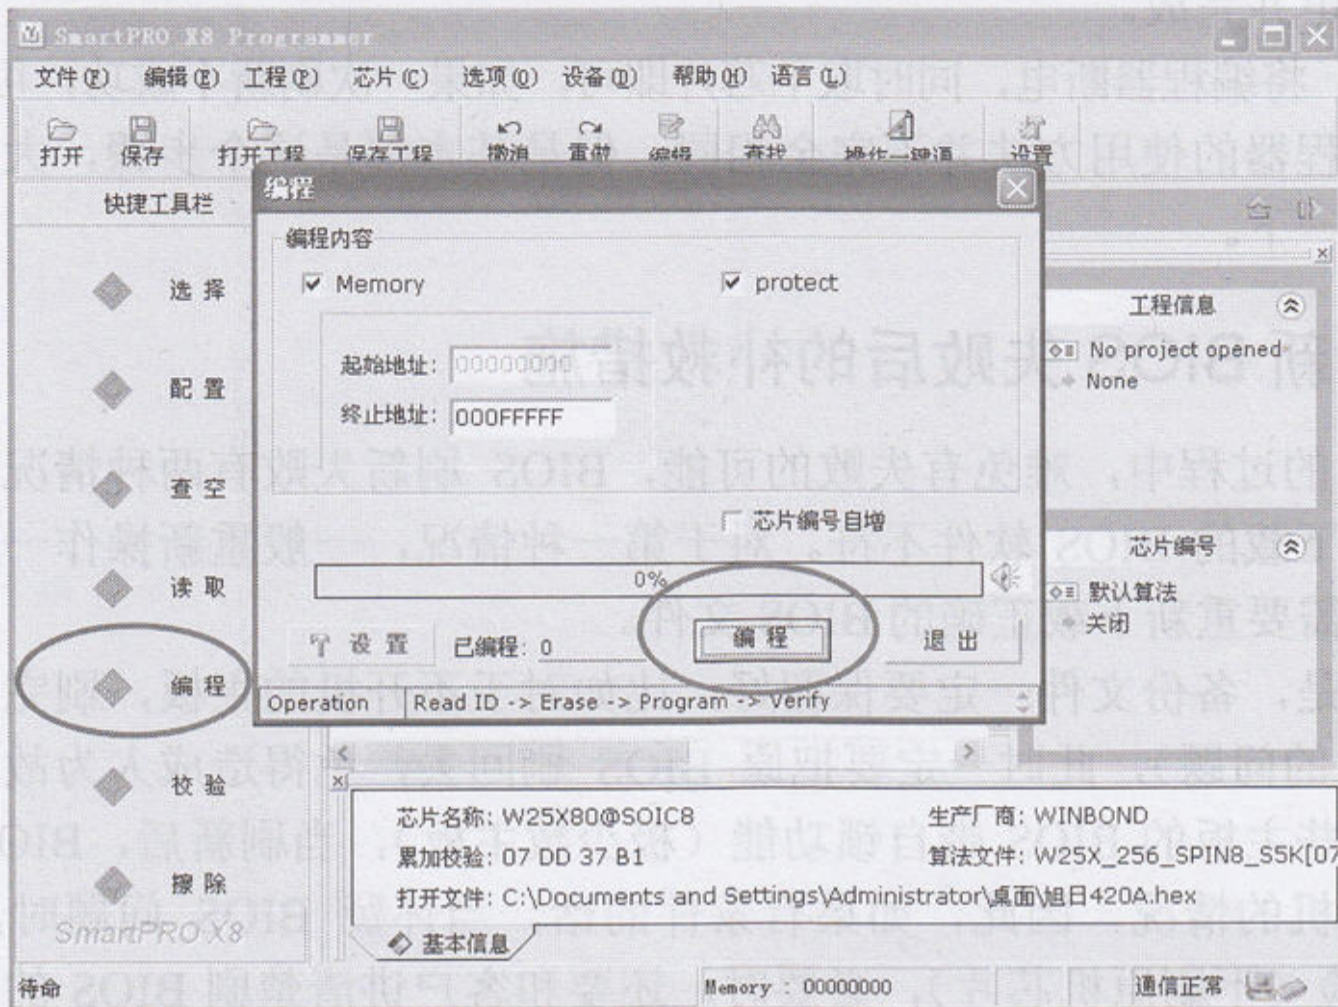 SmartPRO X8 Programmer
文件(F) 编辑(E) 工程(P) 芯片(C) 选项(O) 设备(D) 帮助(H) 语言(L)
打开 保存 打开工程 保存工程 撤消 重做 编辑 查找 操作一键通 设置
快捷工具栏
选择
配置
查空
读取
编程
校验
擦除
SmartPRO X8
编程
编程内容
Memory protect
起始地址: 00000000
终止地址: 000FFFFF
芯片编号自增
0%
设置 已编程: 0 编程 退出
Operation Read ID -> Erase -> Program -> Verify
工程信息
No project opened
None
芯片编号
默认算法
关闭
芯片名称: W25X80@SOIC8 生产厂商: WINBOND
累加校验: 07 DD 37 B1 算法文件: W25X_256_SPIN8_S5K[07
打开文件: C:\Documents and Settings\Administrator\桌面\旭日420A.hex
基本信息
待命 Memory : 00000000 通信正常